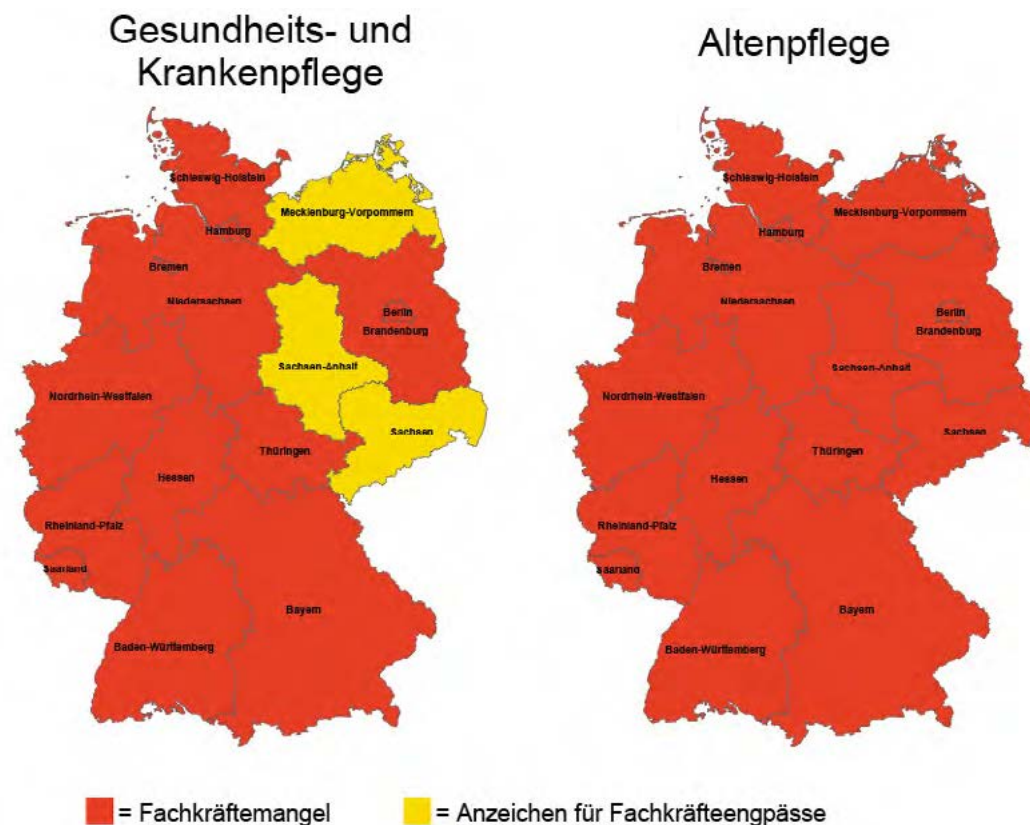 Gesundheits- und
Krankenpflege
Schleswig-Holstein
Mecklenburg-Vorpommern
Hamburg
Bremen
Niedersachsen
Berlin
Brandenburg
Sachsen-Anhalt
Nordrhein-Westfalen
Sachsen
Thüringen
Hessen
Rheinland-Pfalz
Saarland
Bayern
Baden-Württemberg
Altenpflege
Schleswig-Holstein
Mecklenburg-Vorpommern
Hamburg
Bremen
Niedersachsen
Berlin
Brandenburg
Sachsen-Anhalt
Nordrhein-Westfalen
Sachsen
Thüringen
Hessen
Rheinland-Pfalz
Saarland
Bayern
Baden-Württemberg
= Fachkräftemangel
= Anzeichen für Fachkräfteengpässe